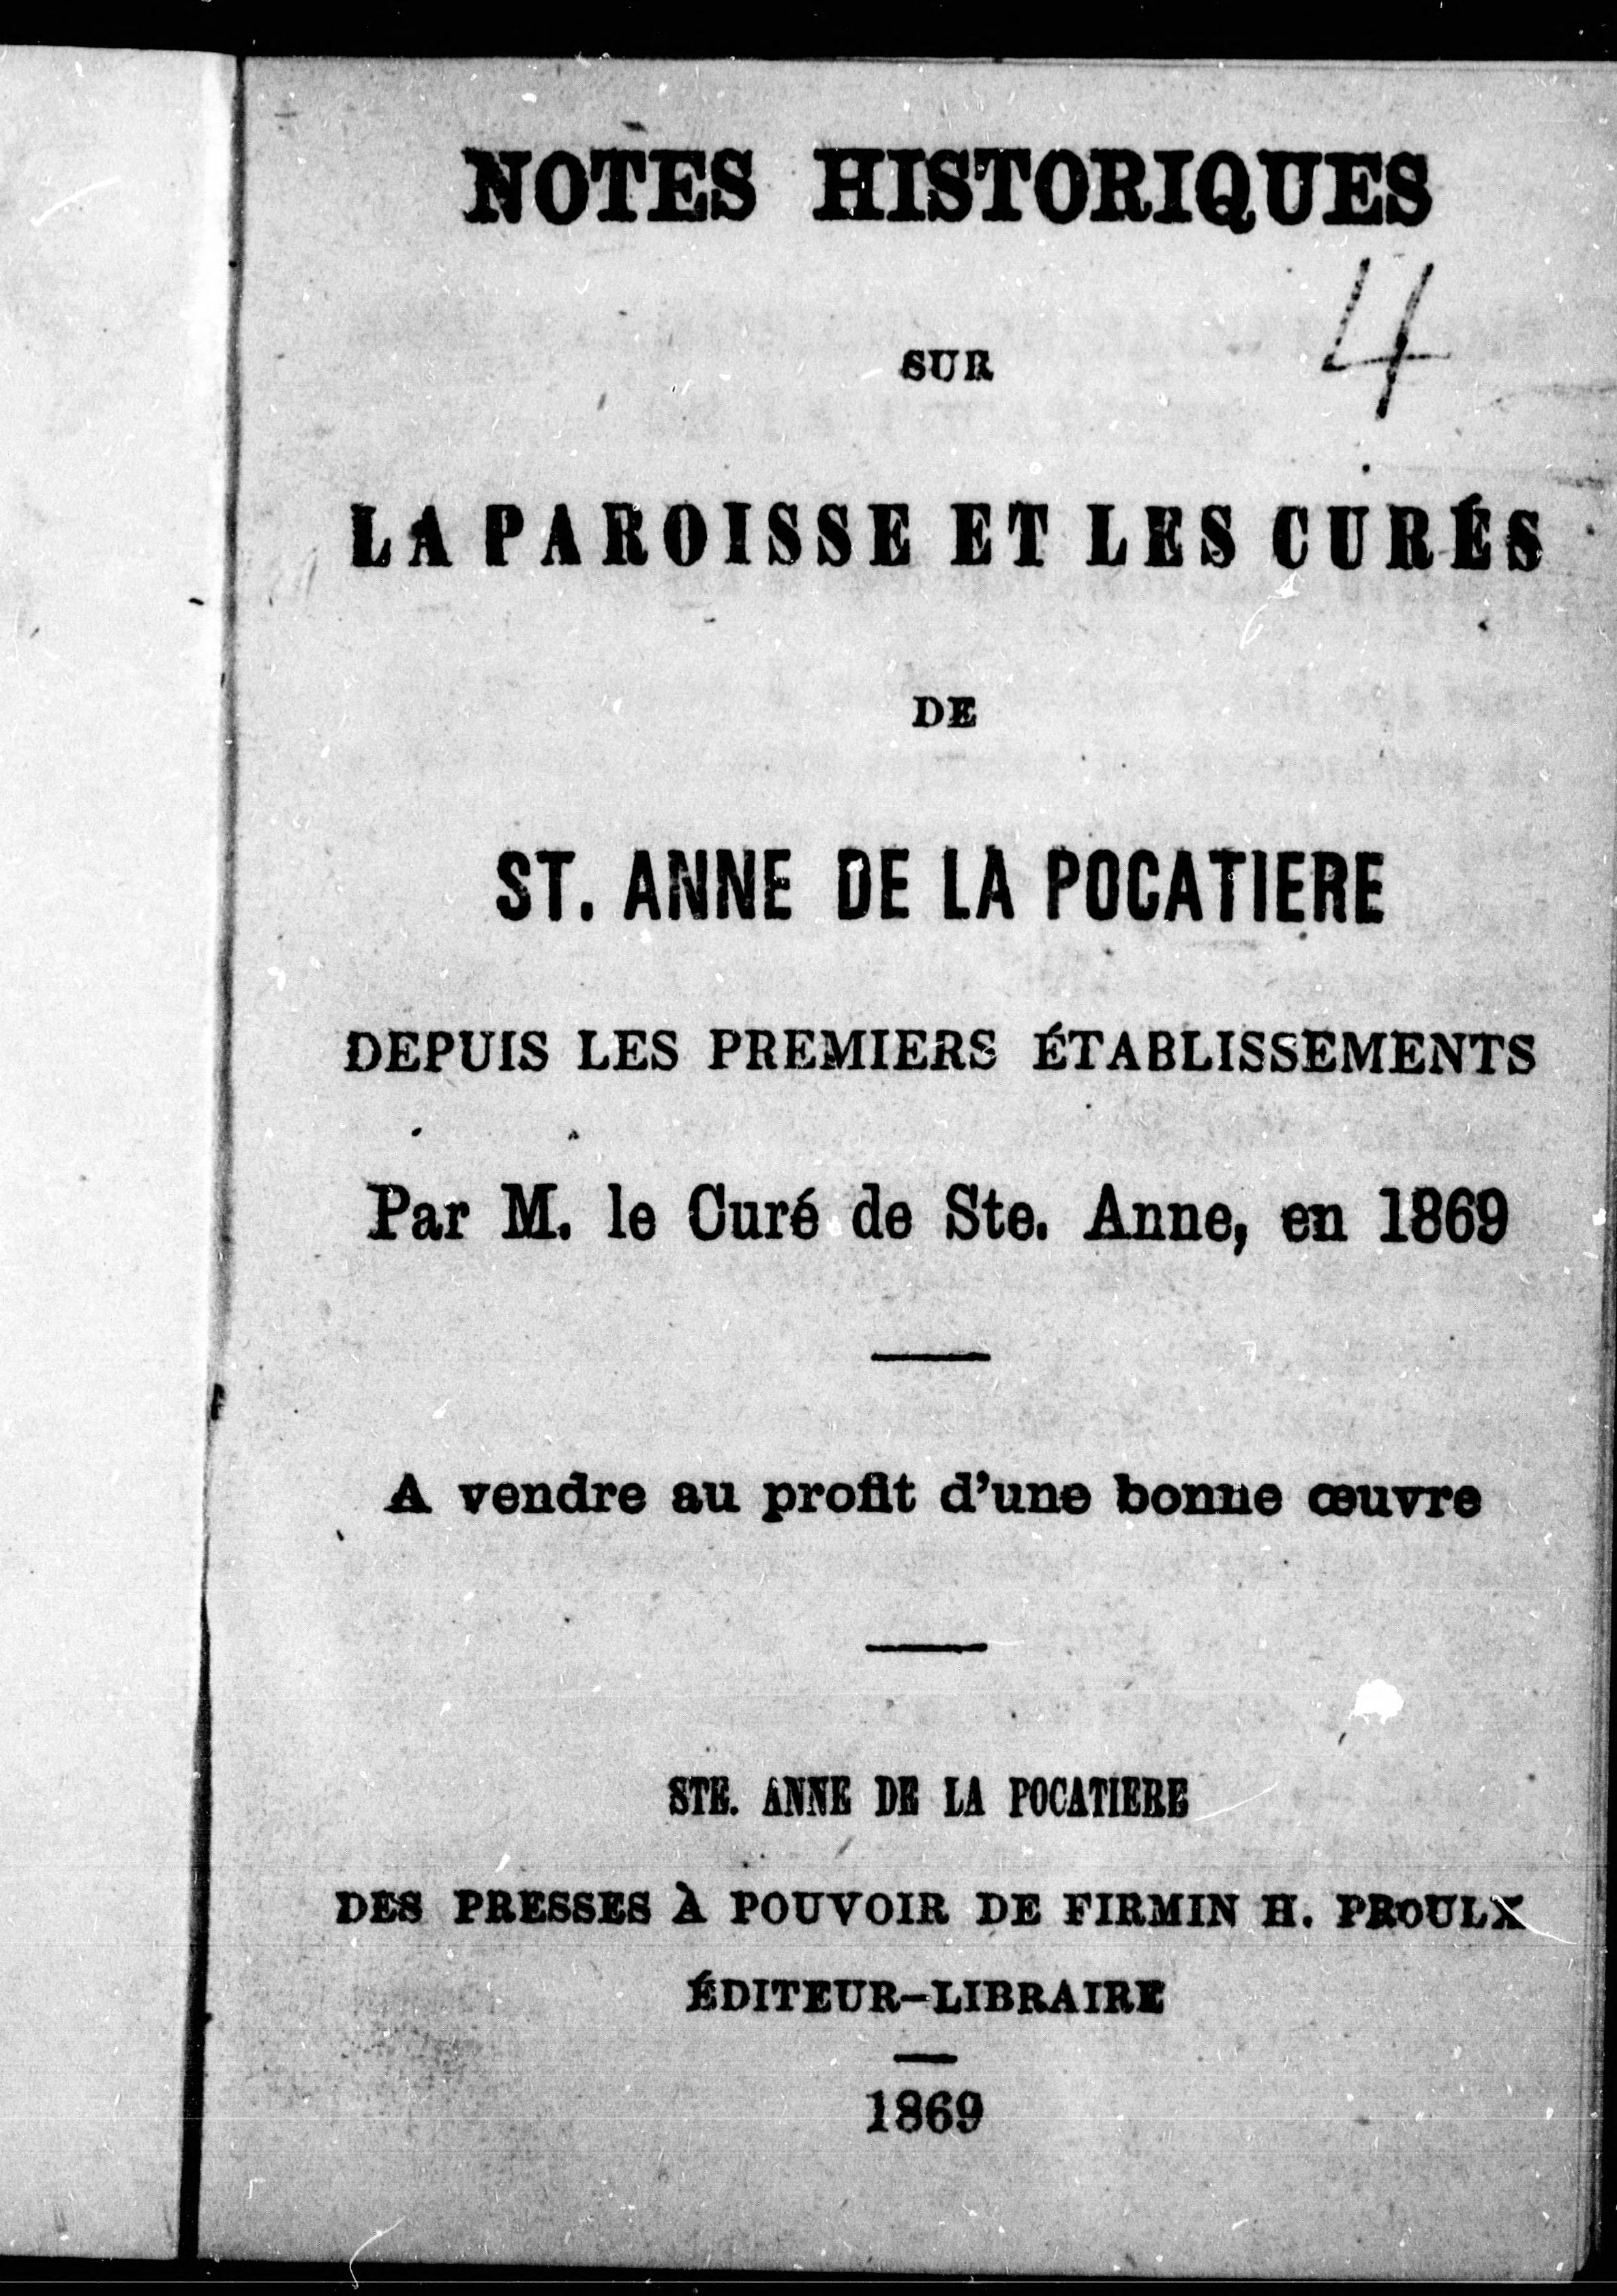 NOTES HISTORIQUES
4
SUR
LA PAROISSE ET LES CURÉS
DE
ST. ANNE DE LA POCATIERE
DEPUIS LES PREMIERS ÉTABLISSEMENTS
Par M. le Curé de Ste. Anne, en 1869
A vendre au profit d'une bonne œuvre
STE. ANNE DE LA POCATIERE
DES PRESSES À POUVOIR DE FIRMIN H. PROULX
ÉDITEUR-LIBRAIRE
1869